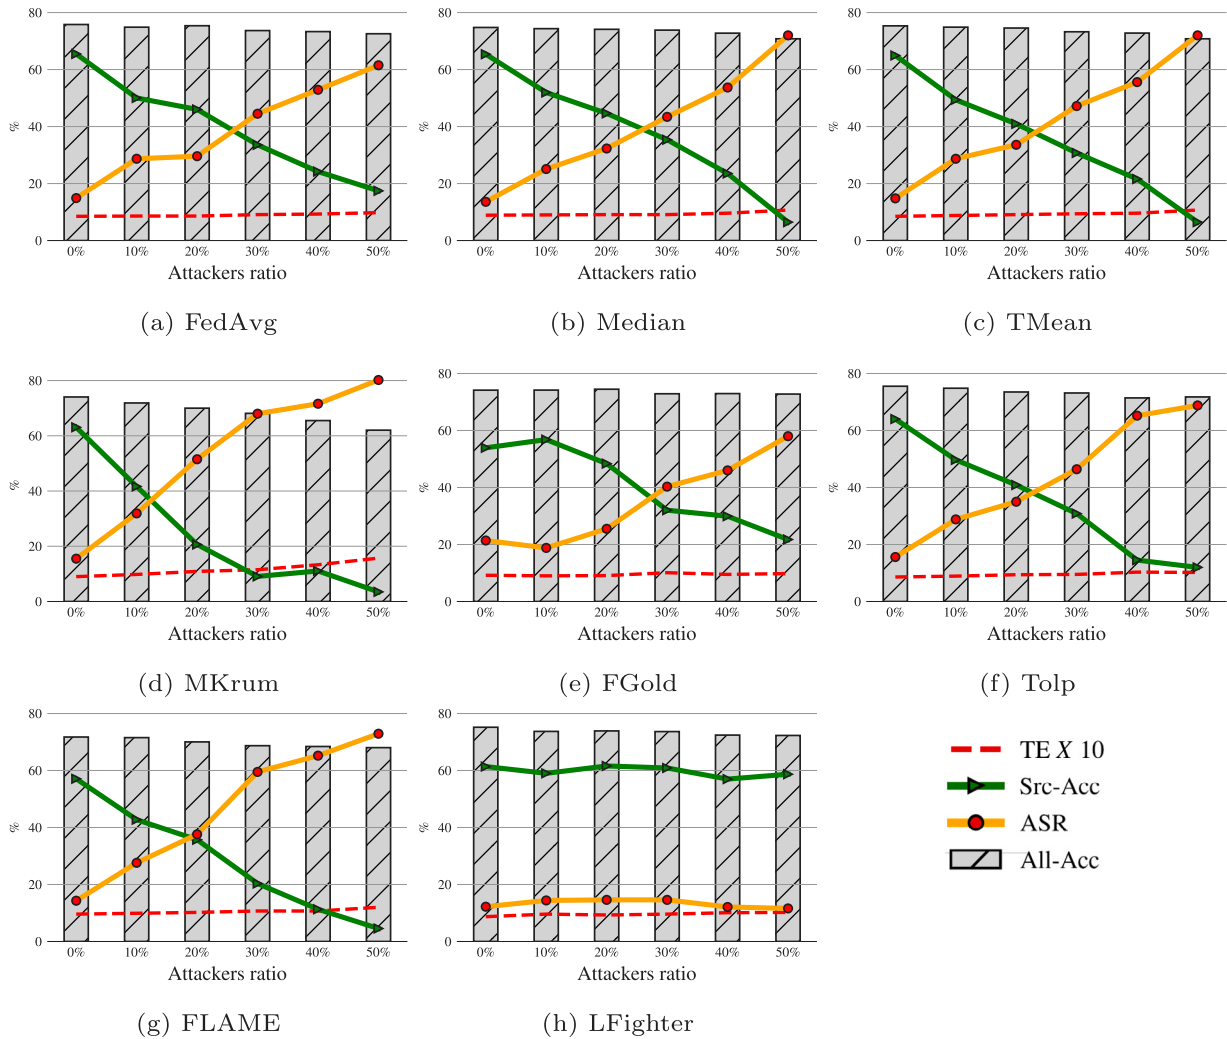 80 80 80
60 60 60
% % %
40 40 40
20 20 20
0 0 0
0% 10% 20% 30% 40% 50% 0% 10% 20% 30% 40% 50% 0% 10% 20% 30% 40% 50%
Attackers ratio Attackers ratio Attackers ratio
(a) FedAvg (b) Median (c) TMean
80 80 80
60 60 60
% % %
40 40 40
20 20 20
0 0 0
0% 10% 20% 30% 40% 50% 0% 10% 20% 30% 40% 50% 0% 10% 20% 30% 40% 50%
Attackers ratio Attackers ratio Attackers ratio
(d) MKrum (e) FGold (f) Tolp
80 80
60 60
% %
40 40
20 20
0 0
0% 10% 20% 30% 40% 50% 0% 10% 20% 30% 40% 50%
Attackers ratio Attackers ratio
(g) FLAME (h) LFighter
TE X 10
Src-Acc
ASR
All-Acc